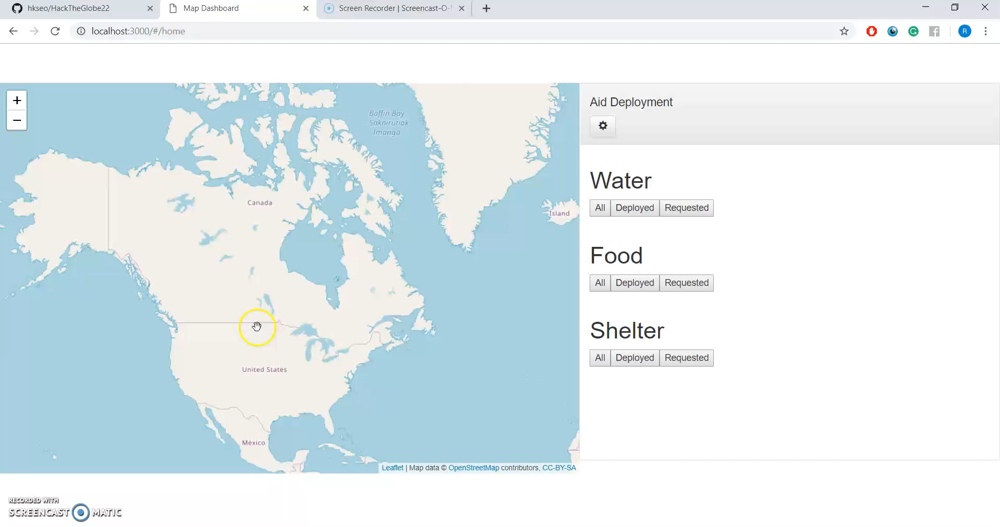 hkseo/HackTheGlobe22
Map Dashboard
Screen Recorder | Screencast-O-
localhost:3000/#/home
R
+
−
Baffin Bay
- Saknirutiak
Imanga
Canada
Ísland
United States
México
Leaflet | Map data © OpenStreetMap contributors, CC-BY-SA
Aid Deployment
Water
All Deployed Requested
Food
All Deployed Requested
Shelter
All Deployed Requested
RECORDED WITH
SCREENCAST MATIC